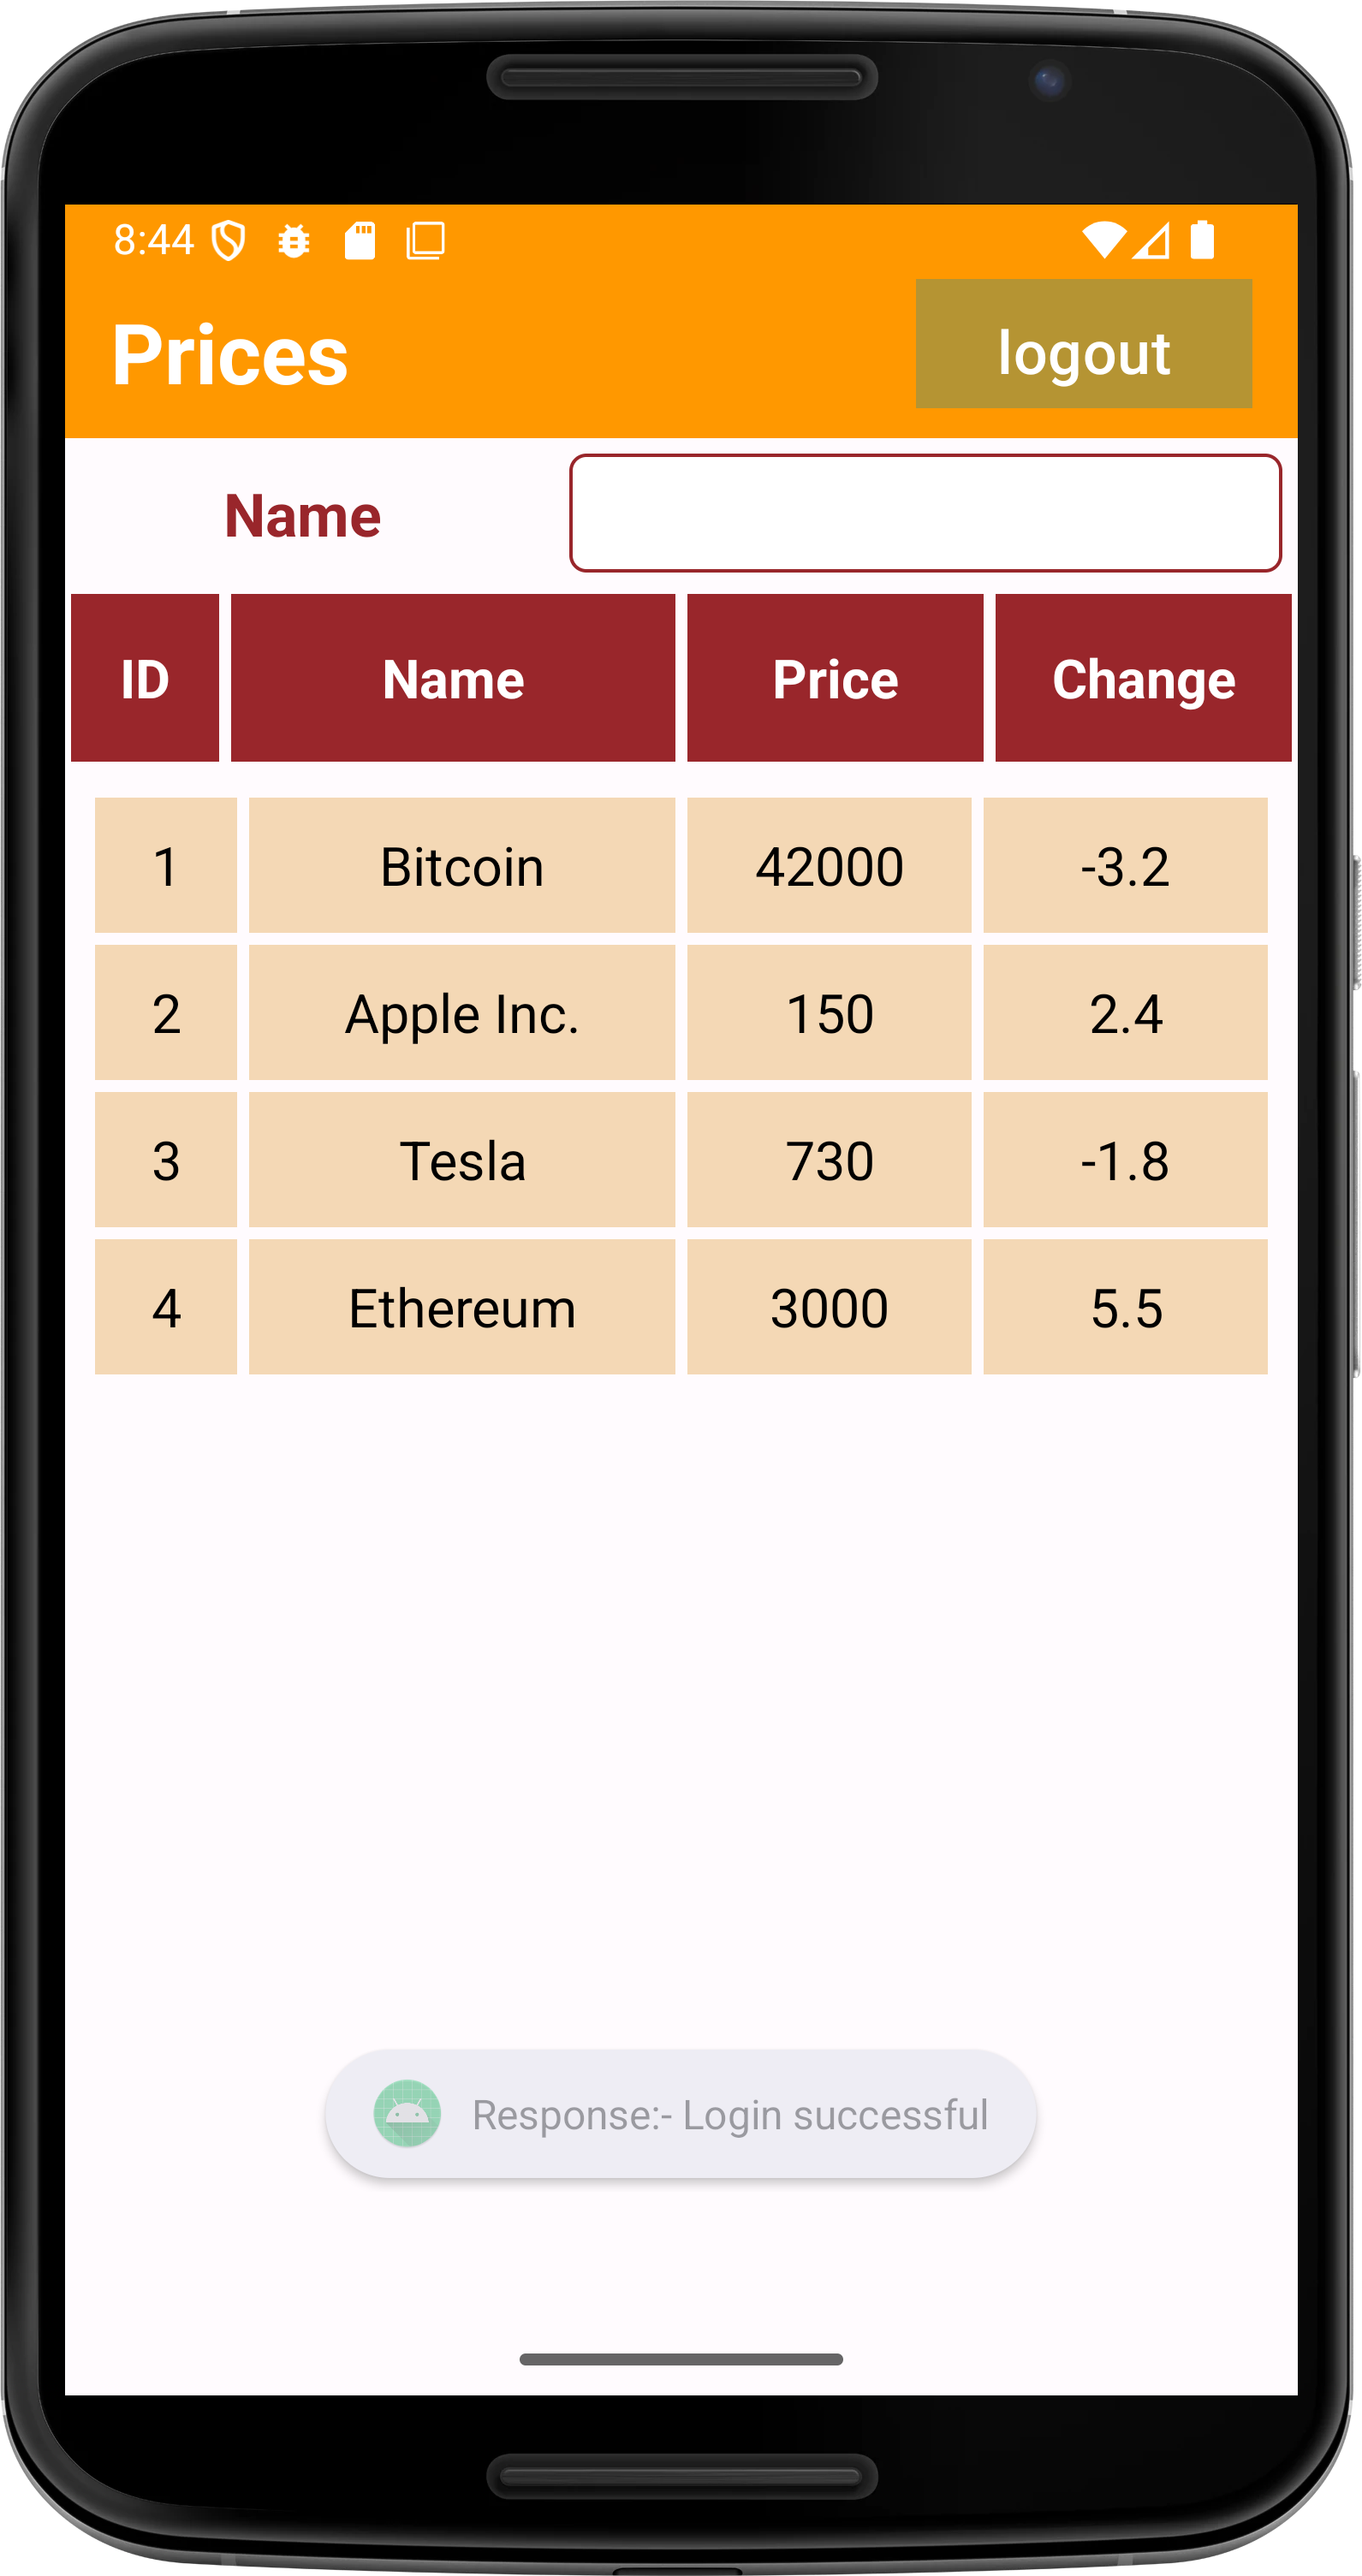 8:44
Prices
logout
Name
ID Name Price Change
1 Bitcoin 42000 -3.2
2 Apple Inc. 150 2.4
3 Tesla 730 -1.8
4 Ethereum 3000 5.5
Response:- Login successful